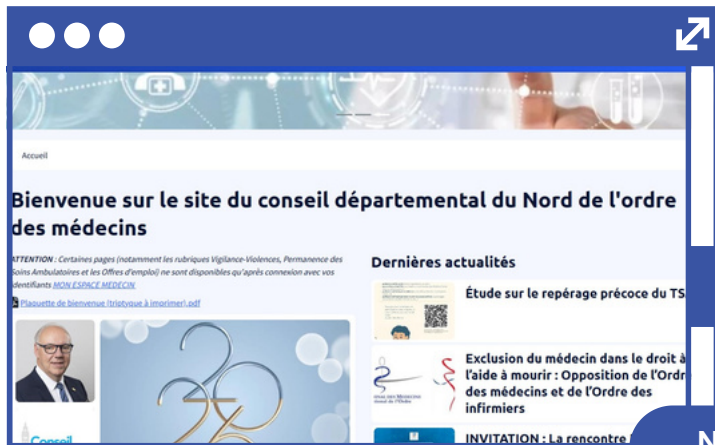 Accueil
Bienvenue sur le site du conseil départemental du Nord de l'ordre
des médecins
ATTENTION : Certaines pages (notamment les rubriques Vigilance-Violences, Permanence des
Soins Ambulatoires et les Offres d'emploi) ne sont disponibles qu'après connexion avec vos
identifiants MON ESPACE MEDECIN
Plaquette de bienvenue (triptyque à imprimer).pdf
Conseil
Dernières actualités
Étude sur le repérage précoce du TS
Exclusion du médecin dans le droit à
l'aide à mourir : Opposition de l'Ordre
des médecins et de l'Ordre des
infirmiers
INVITATION : La rencontre
N